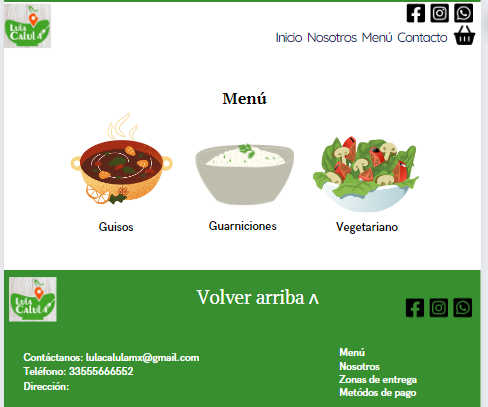 Lula
Calula
Inicio Nosotros Menú Contacto
Menú
Guisos
Guarniciones
Vegetariano
Lula
Calula
Volver arriba ʌ
Contáctanos: lulacalulamx@gmail.com
Teléfono: 33555666552
Dirección:
Menú
Nosotros
Zonas de entrega
Metódos de pago